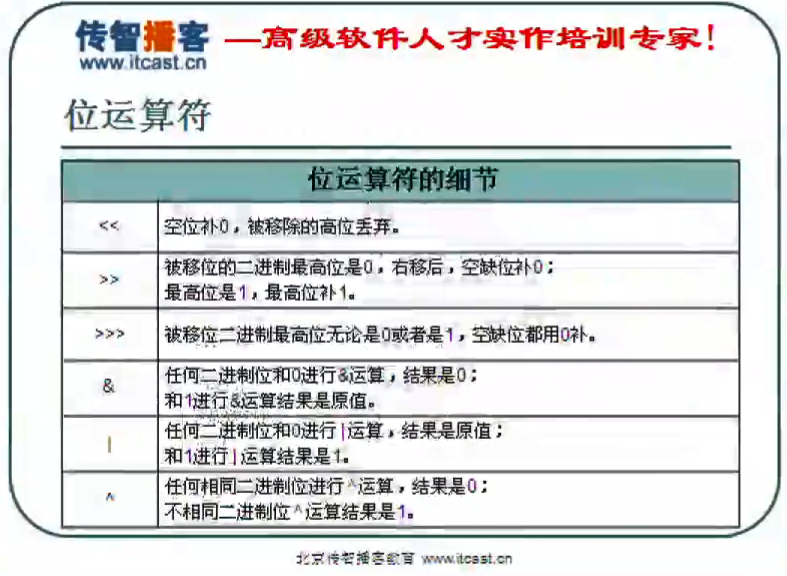 传智播客 —高级软件人才实作培训专家!
www.itcast.cn
位运算符
位运算符的细节
<< 空位补0，被移除的高位丢弃。
>> 被移位的二进制最高位是0，右移后，空缺位补0；
最高位是1，最高位补1。
>>> 被移位二进制最高位无论是0或者是1，空缺位都用0补。
& 任何二进制位和0进行&运算，结果是0；
和1进行&运算结果是原值。
| 任何二进制位和0进行|运算，结果是原值；
和1进行|运算结果是1。
^ 任何相同二进制位进行^运算，结果是0；
不相同二进制位^运算结果是1。
北京传智播客教育 www.itcast.cn